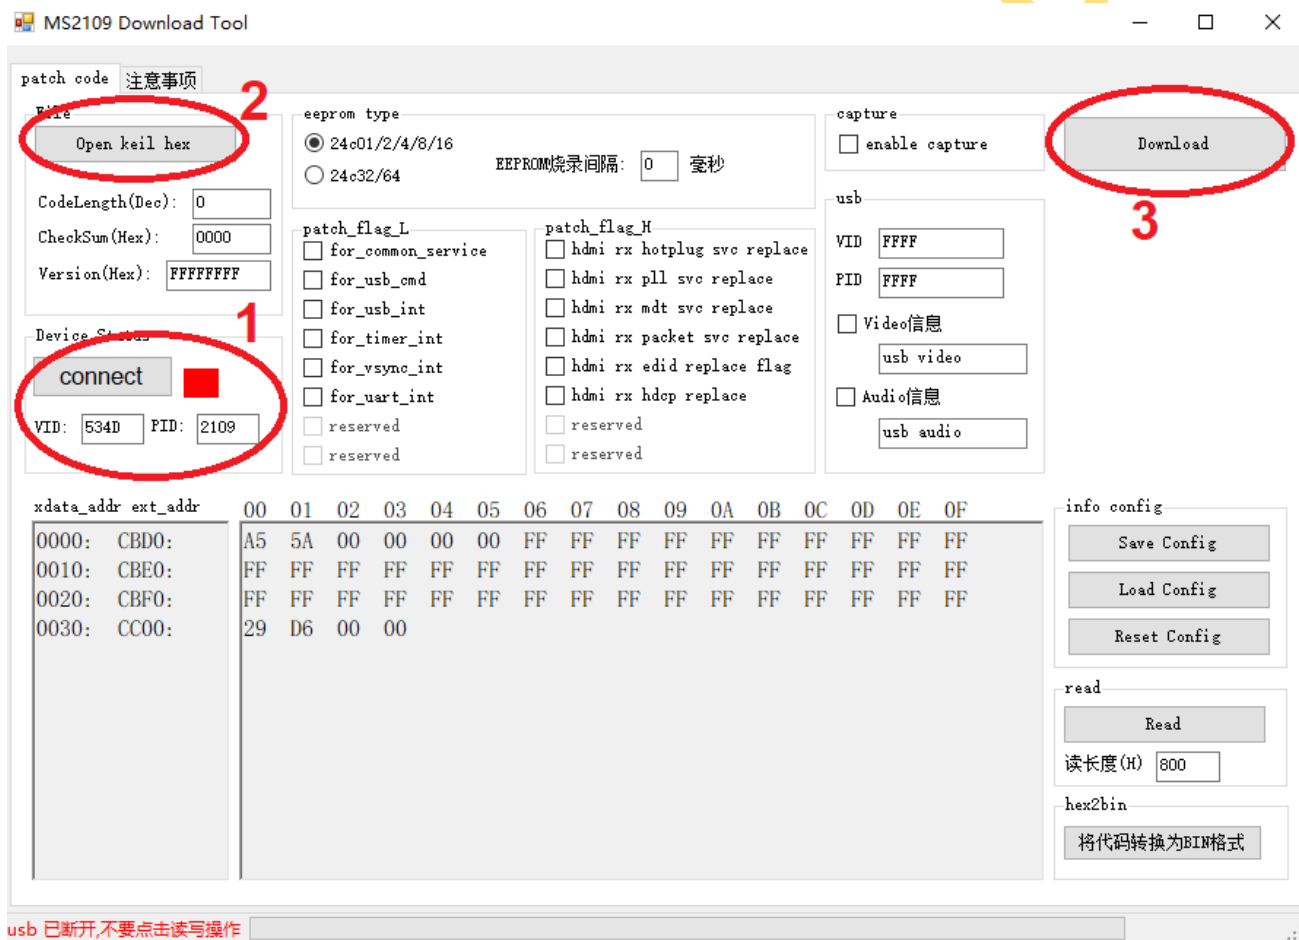 MS2109 Download Tool
patch code
注意事项
2
File
Open keil hex
CodeLength(Dec): 0
CheckSum(Hex): 0000
Version(Hex): FFFFFFFF
1
Device Status
connect
VID: 534D PID: 2109
eeprom type
24c01/2/4/8/16
24c32/64
EEPROM烧录间隔: 0 毫秒
patch_flag_L
for_common_service
for_usb_cmd
for_usb_int
for_timer_int
for_vsync_int
for_uart_int
reserved
reserved
patch_flag_H
hdmi rx hotplug svc replace
hdmi rx pll svc replace
hdmi rx mdt svc replace
hdmi rx packet svc replace
hdmi rx edid replace flag
hdmi rx hdcp replace
reserved
reserved
capture
enable capture
usb
VID FFFF
PID FFFF
Video信息
usb video
Audio信息
usb audio
Download
3
xdata_addr ext_addr 00 01 02 03 04 05 06 07 08 09 0A 0B 0C 0D 0E 0F
0000: CBD0: A5 5A 00 00 00 00 FF FF FF FF FF FF FF FF FF FF
0010: CBE0: FF FF FF FF FF FF FF FF FF FF FF FF FF FF FF FF
0020: CBF0: FF FF FF FF FF FF FF FF FF FF FF FF FF FF FF FF
0030: CC00: 29 D6 00 00
info config
Save Config
Load Config
Reset Config
read
Read
读长度(H) 800
hex2bin
将代码转换为BIN格式
usb 已断开,不要点击读写操作